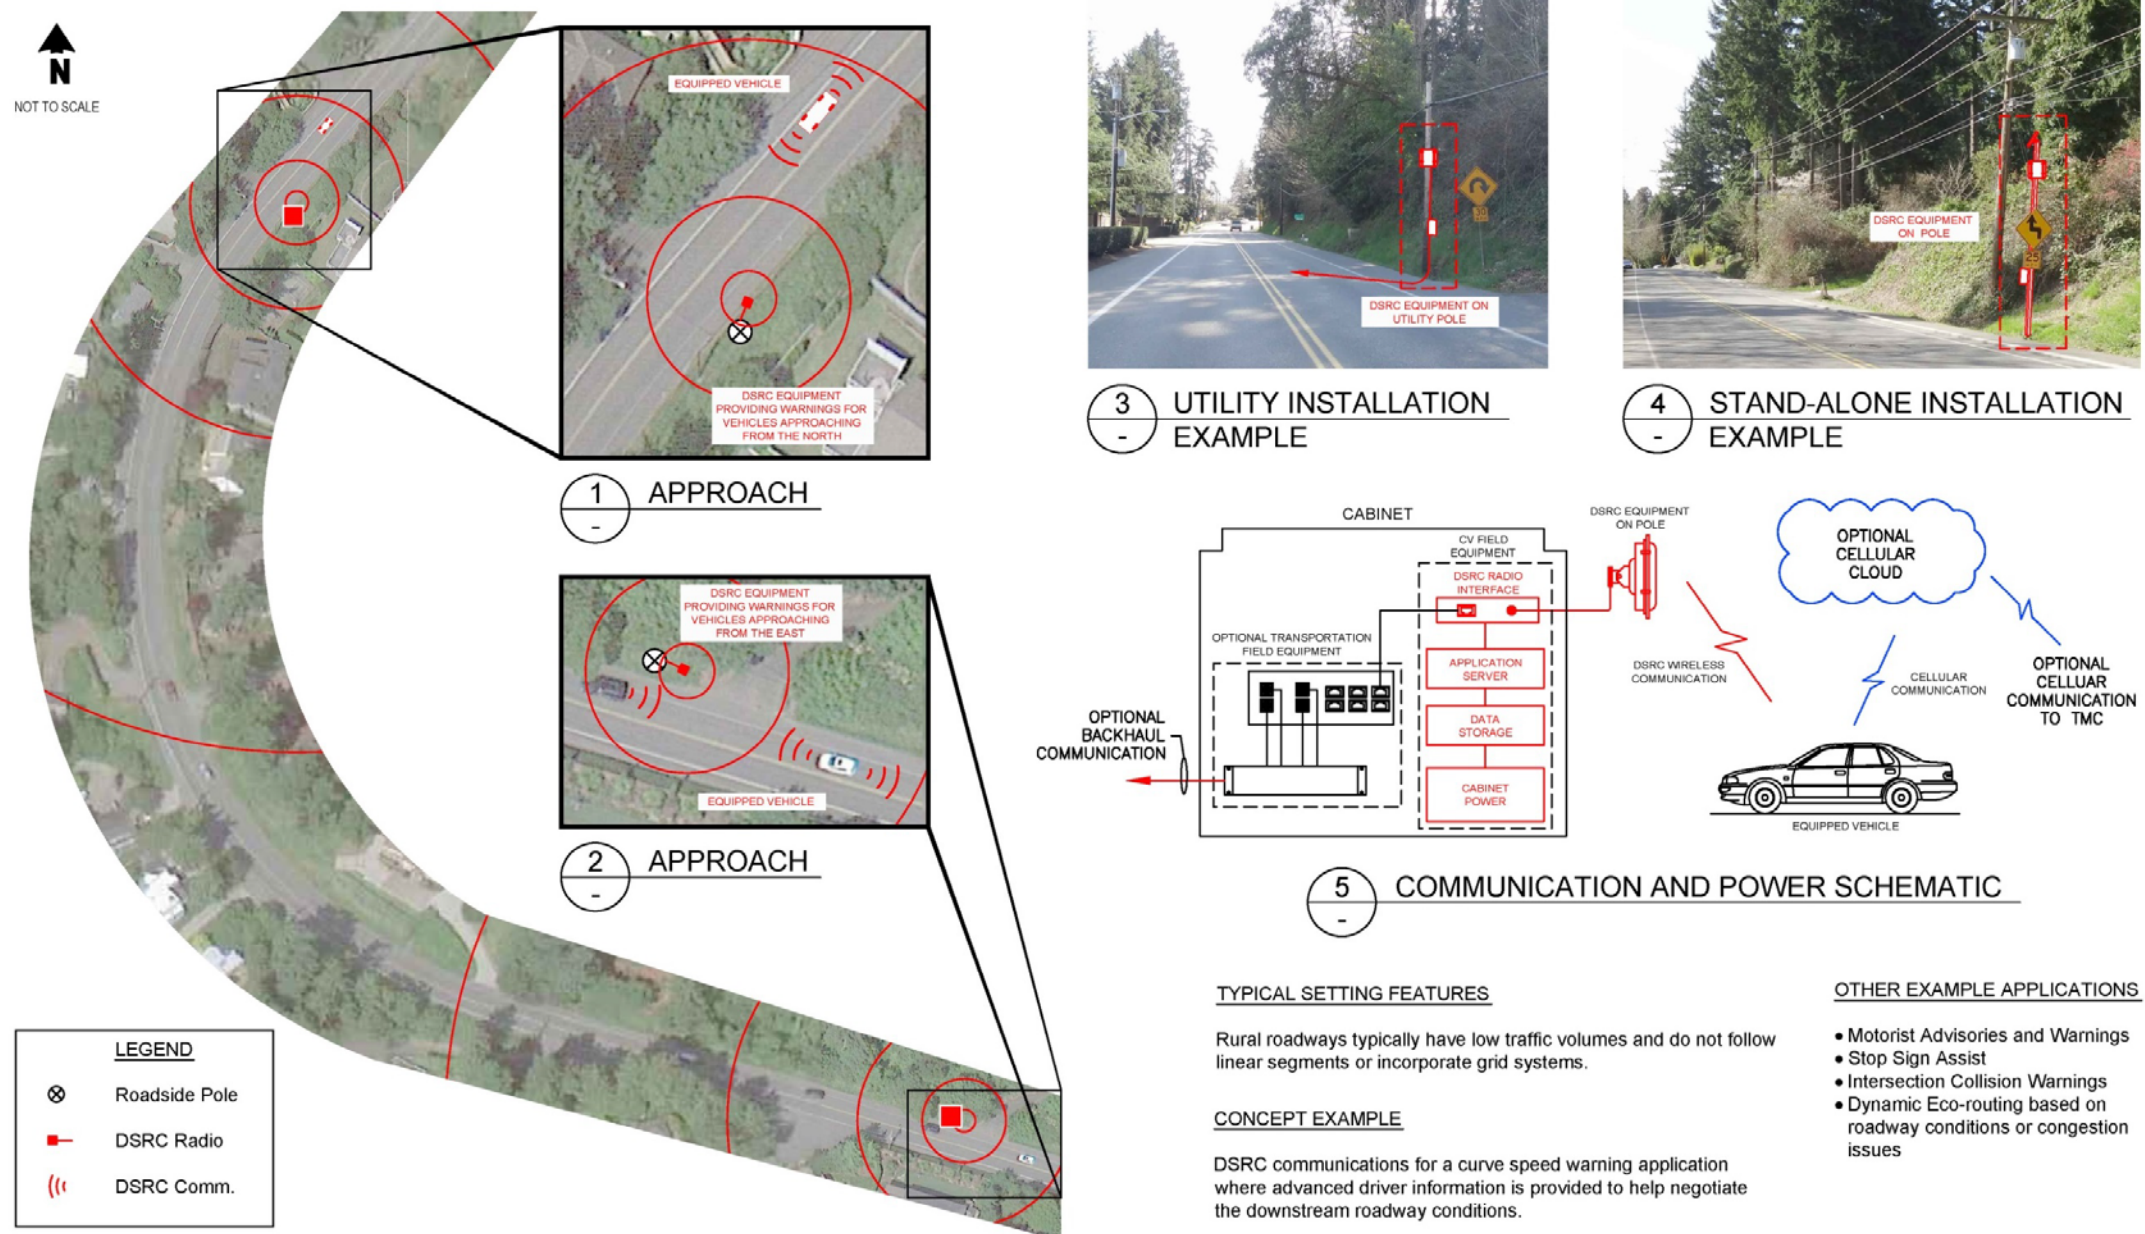 N
NOT TO SCALE
EQUIPPED VEHICLE
DSRC EQUIPMENT
PROVIDING WARNINGS FOR
VEHICLES APPROACHING
FROM THE NORTH
1
-
APPROACH
DSRC EQUIPMENT
PROVIDING WARNINGS FOR
VEHICLES APPROACHING
FROM THE EAST
EQUIPPED VEHICLE
2
-
APPROACH
LEGEND
Roadside Pole
DSRC Radio
DSRC Comm.
30
DSRC EQUIPMENT ON
UTILITY POLE
3
-
UTILITY INSTALLATION
EXAMPLE
DSRC EQUIPMENT
ON POLE
25
4
-
STAND-ALONE INSTALLATION
EXAMPLE
CABINET
CV FIELD
EQUIPMENT
DSRC RADIO
INTERFACE
OPTIONAL TRANSPORTATION
FIELD EQUIPMENT
APPLICATION
SERVER
DATA
STORAGE
CABINET
POWER
OPTIONAL
BACKHAUL
COMMUNICATION
DSRC EQUIPMENT
ON POLE
DSRC WIRELESS
COMMUNICATION
OPTIONAL
CELLULAR
CLOUD
CELLULAR
COMMUNICATION
OPTIONAL
CELLUAR
COMMUNICATION
TO TMC
EQUIPPED VEHICLE
5
-
COMMUNICATION AND POWER SCHEMATIC
TYPICAL SETTING FEATURES
Rural roadways typically have low traffic volumes and do not follow
linear segments or incorporate grid systems.
CONCEPT EXAMPLE
DSRC communications for a curve speed warning application
where advanced driver information is provided to help negotiate
the downstream roadway conditions.
OTHER EXAMPLE APPLICATIONS
• Motorist Advisories and Warnings
• Stop Sign Assist
• Intersection Collision Warnings
• Dynamic Eco-routing based on
roadway conditions or congestion
issues